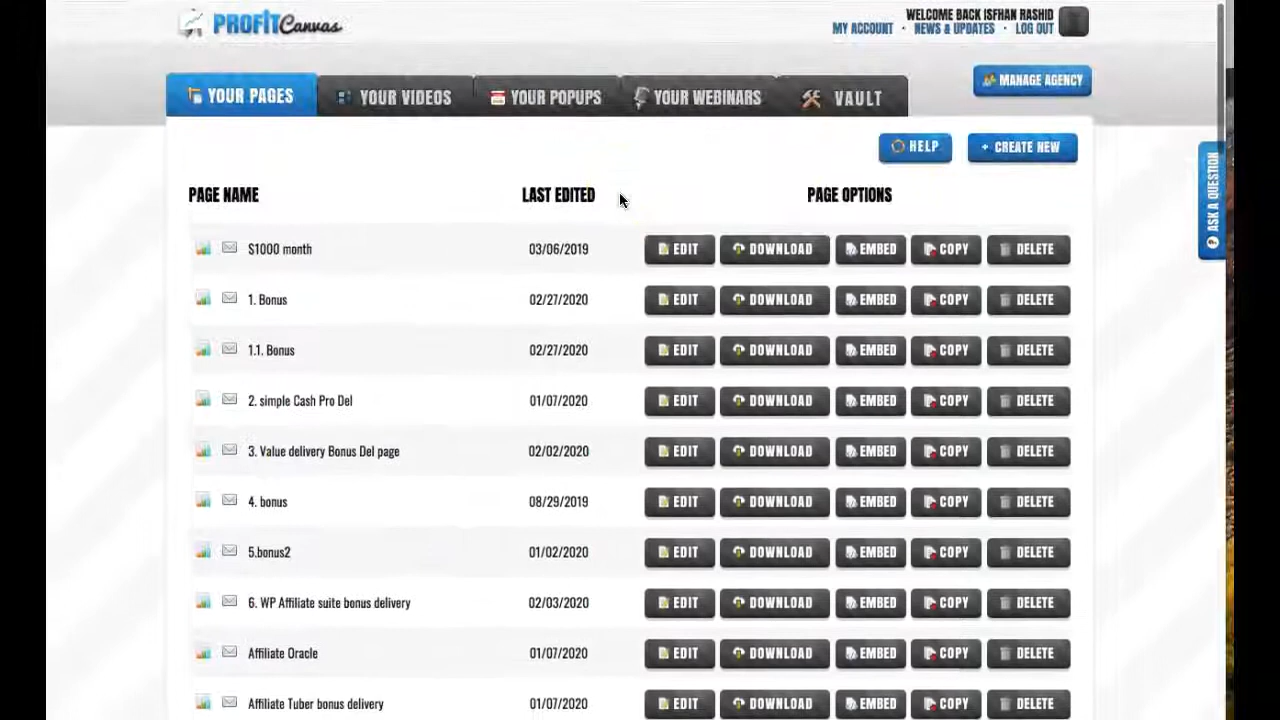 PROFIT Canvas
WELCOME BACK ISFHAN RASHID
MY ACCOUNT · NEWS & UPDATES · LOG OUT
MANAGE AGENCY
YOUR PAGES YOUR VIDEOS YOUR POPUPS YOUR WEBINARS VAULT
HELP + CREATE NEW
ASK A QUESTION
PAGE NAME LAST EDITED PAGE OPTIONS
$1000 month 03/06/2019 EDIT DOWNLOAD EMBED COPY DELETE
1. Bonus 02/27/2020 EDIT DOWNLOAD EMBED COPY DELETE
1.1. Bonus 02/27/2020 EDIT DOWNLOAD EMBED COPY DELETE
2. simple Cash Pro Del 01/07/2020 EDIT DOWNLOAD EMBED COPY DELETE
3. Value delivery Bonus Del page 02/02/2020 EDIT DOWNLOAD EMBED COPY DELETE
4. bonus 08/29/2019 EDIT DOWNLOAD EMBED COPY DELETE
5.bonus2 01/02/2020 EDIT DOWNLOAD EMBED COPY DELETE
6. WP Affiliate suite bonus delivery 02/03/2020 EDIT DOWNLOAD EMBED COPY DELETE
Affiliate Oracle 01/07/2020 EDIT DOWNLOAD EMBED COPY DELETE
Affiliate Tuber bonus delivery 01/07/2020 EDIT DOWNLOAD EMBED COPY DELETE